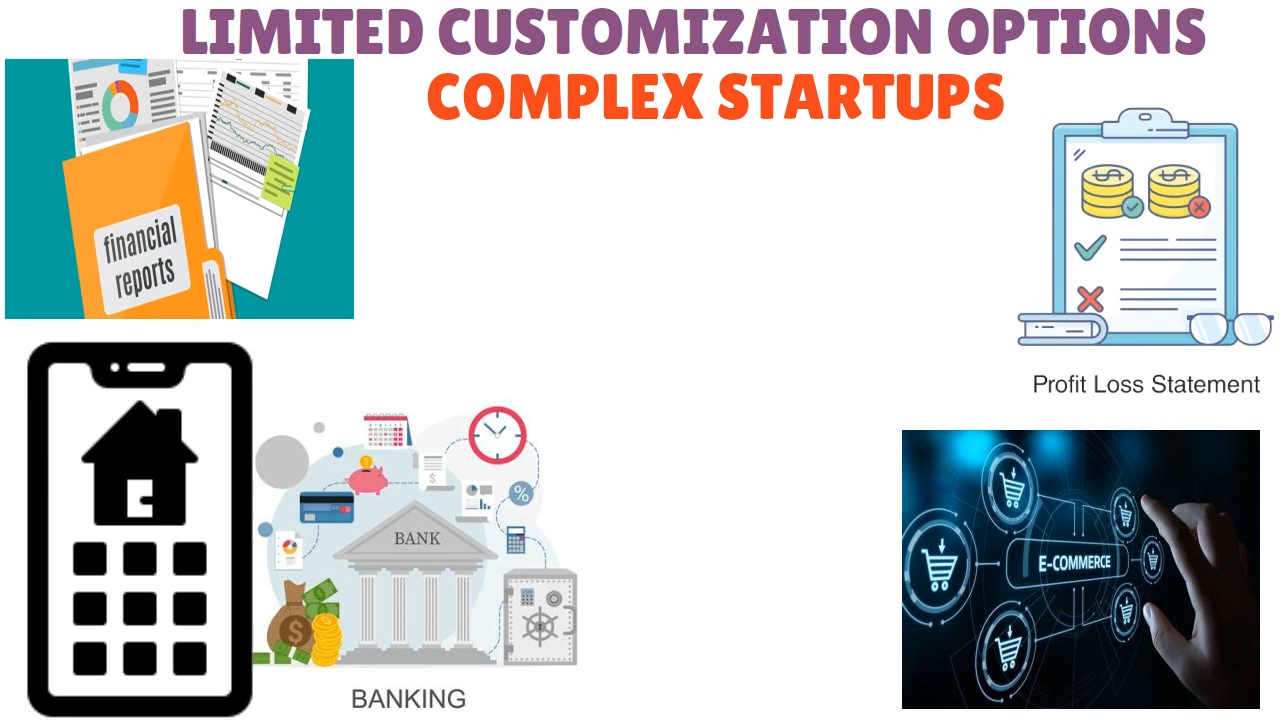 LIMITED CUSTOMIZATION OPTIONS
COMPLEX STARTUPS
financial
reports
Profit Loss Statement
BANK
%
$
$
E-COMMERCE
BANKING